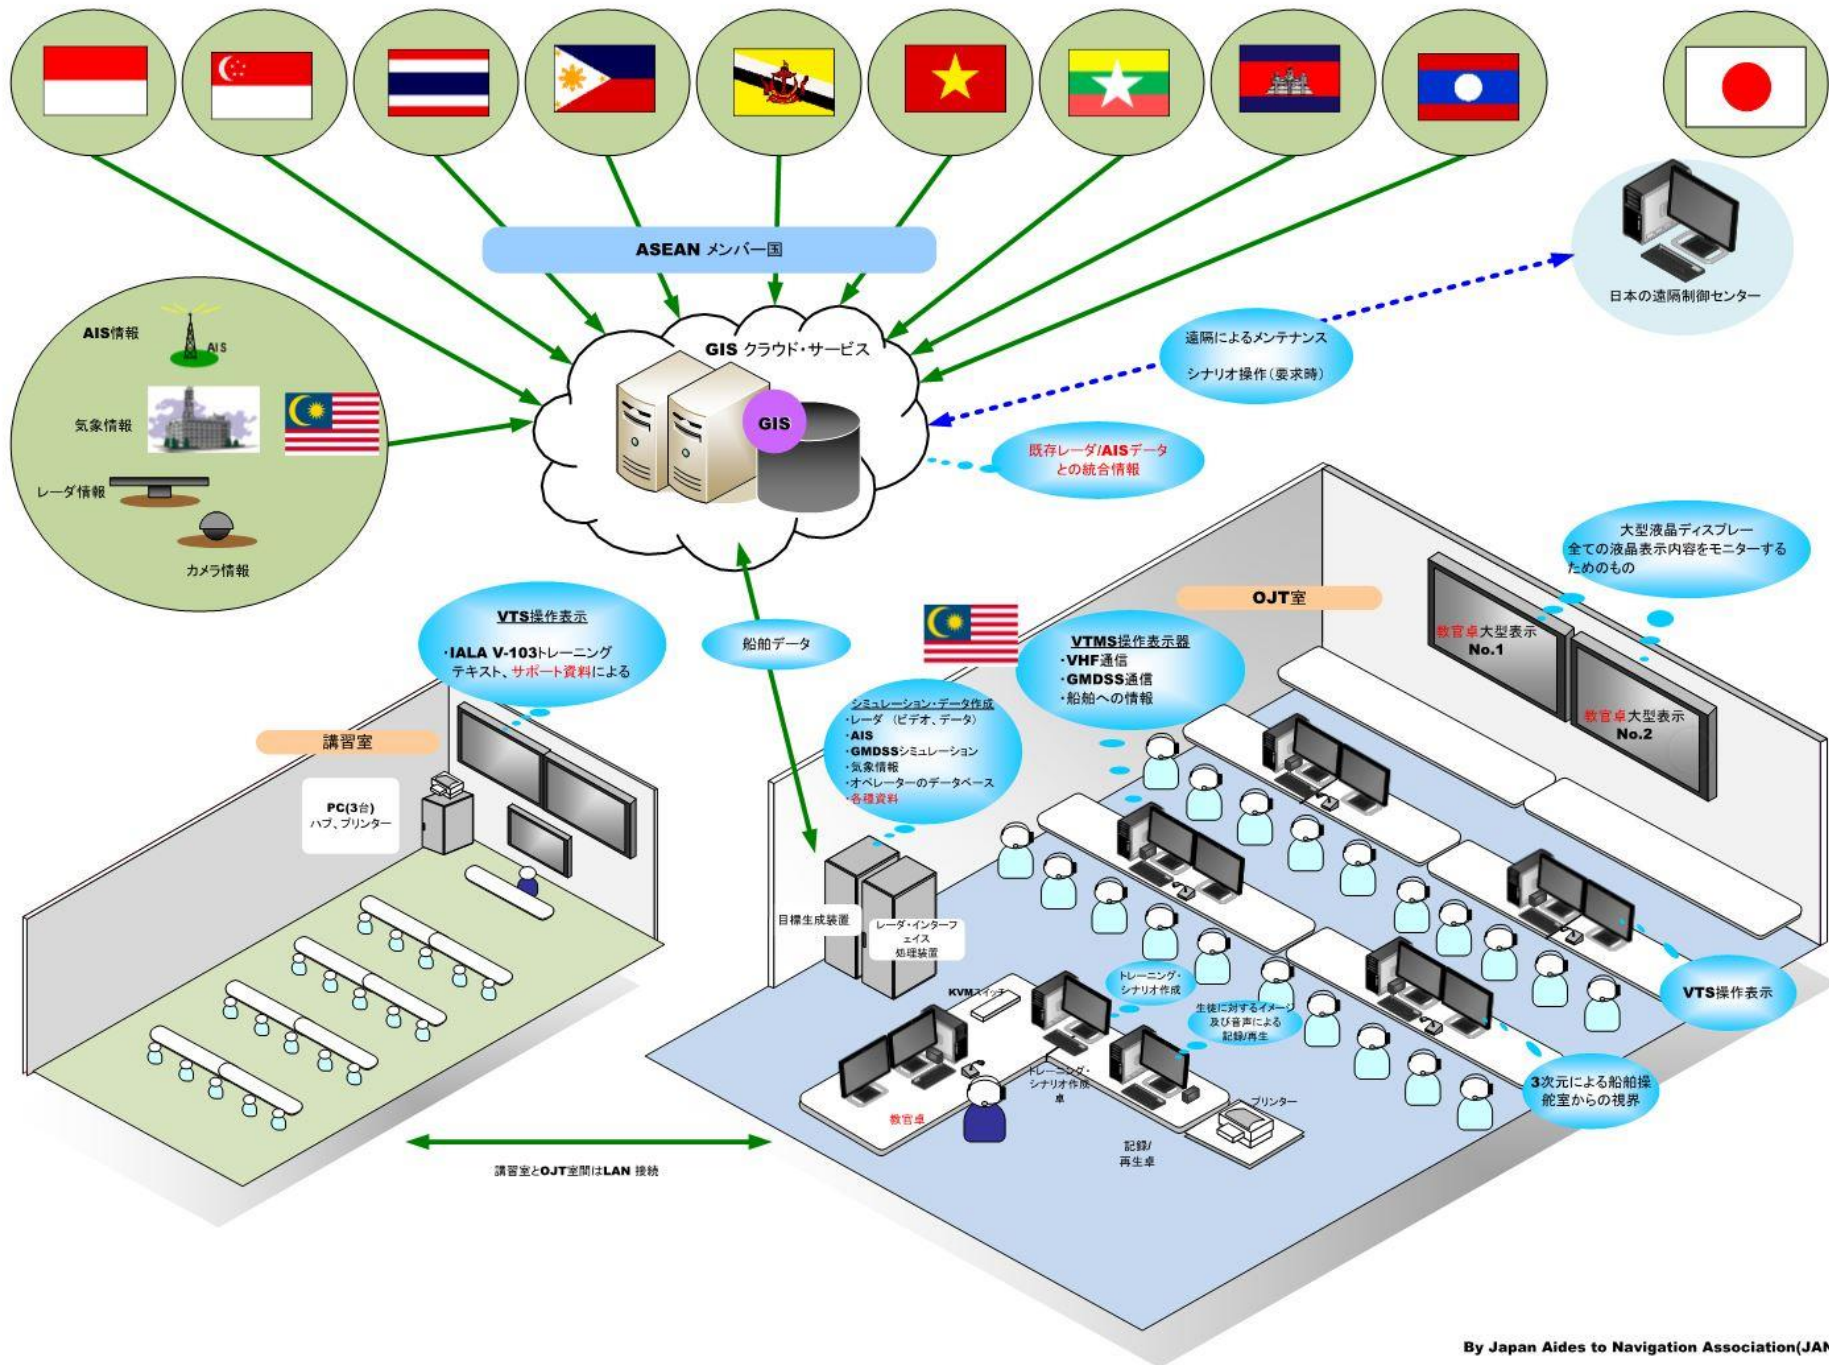 ASEAN メンバー国
AIS情報
AIS
気象情報
レーダ情報
カメラ情報
GIS クラウド・サービス
GIS
日本の遠隔制御センター
遠隔によるメンテナンス
シナリオ操作（要求時）
既存レーダ/AISデータ
との統合情報
大型液晶ディスプレー
全ての液晶表示内容をモニターする
ためのもの
VTS操作表示
・IALA V-103トレーニング
テキスト、サポート資料による
船舶データ
OJT室
VTMS操作表示器
・VHF通信
・GMDSS通信
・船舶への情報
教官卓大型表示
No.1
教官卓大型表示
No.2
シミュレーション・データ作成
・レーダ （ビデオ、データ）
・AIS
・GMDSSシミュレーション
・気象情報
・オペレーターのデータベース
・各種資料
講習室
PC(3台)
ハブ、プリンター
目標生成装置
レーダ・インターフ
ェイス
処理装置
KVMスイッチ
トレーニング・
シナリオ作成
生徒に対するイメージ
及び音声による
記録/再生
VTS操作表示
トレーニング・
シナリオ作成
卓
3次元による船舶操
舵室からの視界
プリンター
教官卓
記録/
再生卓
講習室とOJT室間はLAN 接続
By Japan Aides to Navigation Association(JAN